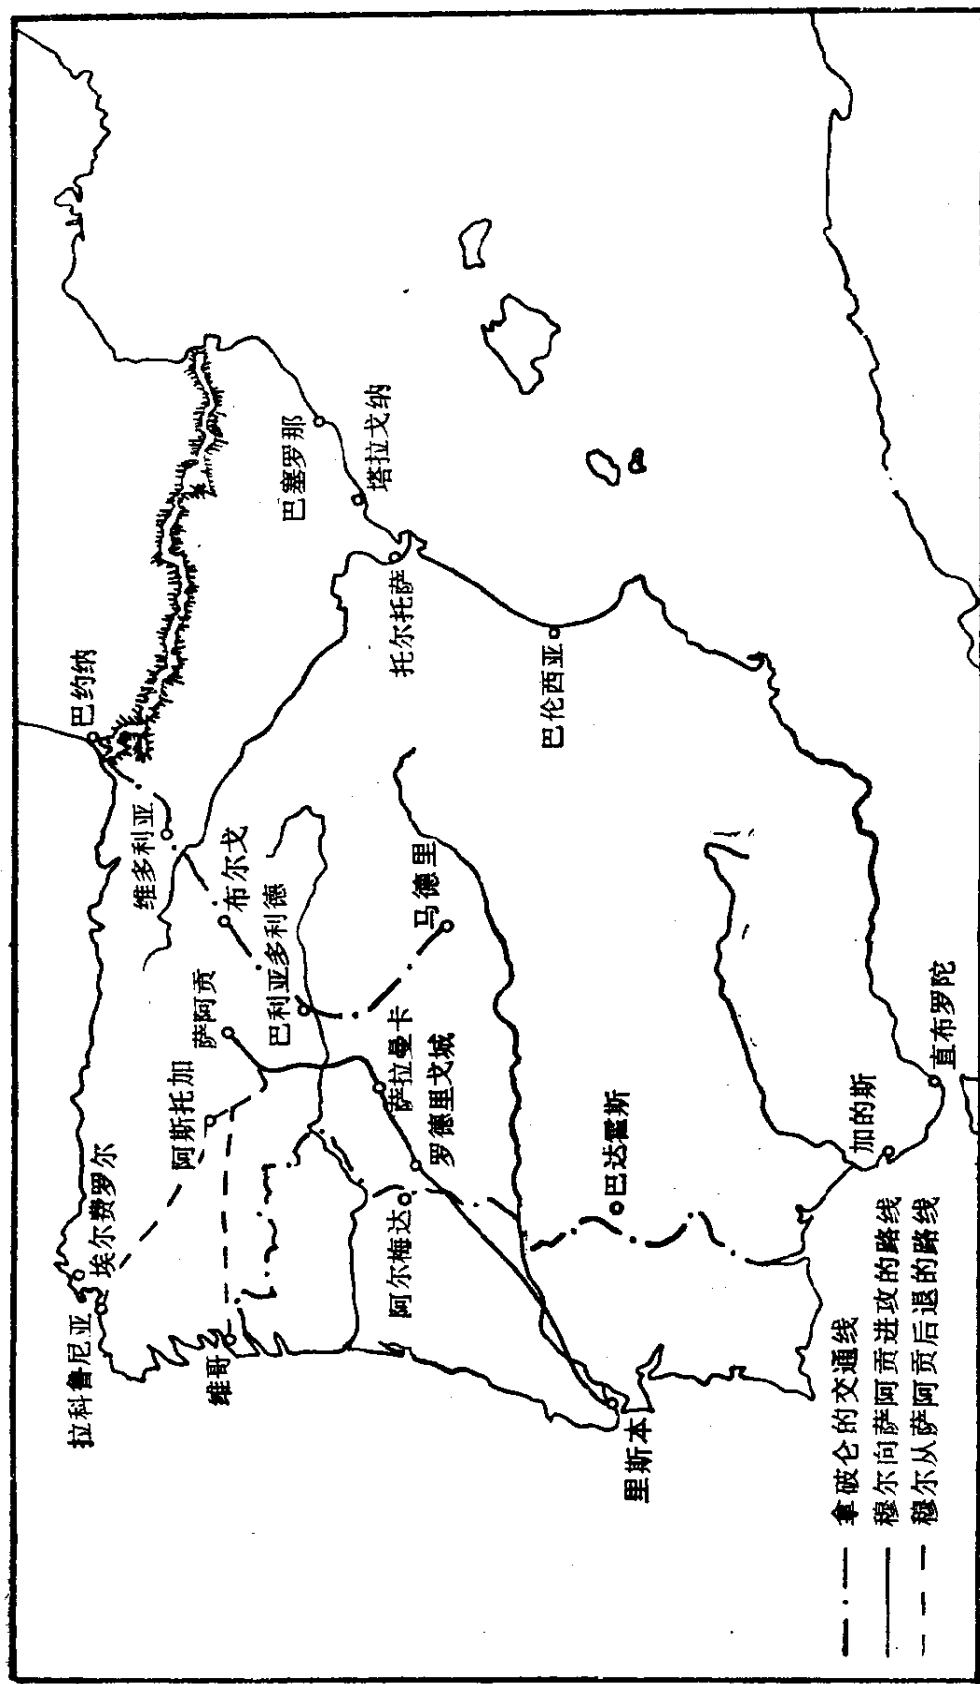 巴约纳
维多利亚
布尔戈
巴利亚多利德
萨阿贡
阿斯托加
埃尔费罗尔
拉科鲁尼亚
维哥
巴塞罗那
塔拉戈纳
托尔托萨
巴伦西亚
马德里
萨拉曼卡
罗德里戈城
阿尔梅达
巴达霍斯
里斯本
加的斯
直布罗陀
拿破仑的交通线
穆尔向萨阿贡进攻的路线
穆尔从萨阿贡后退的路线